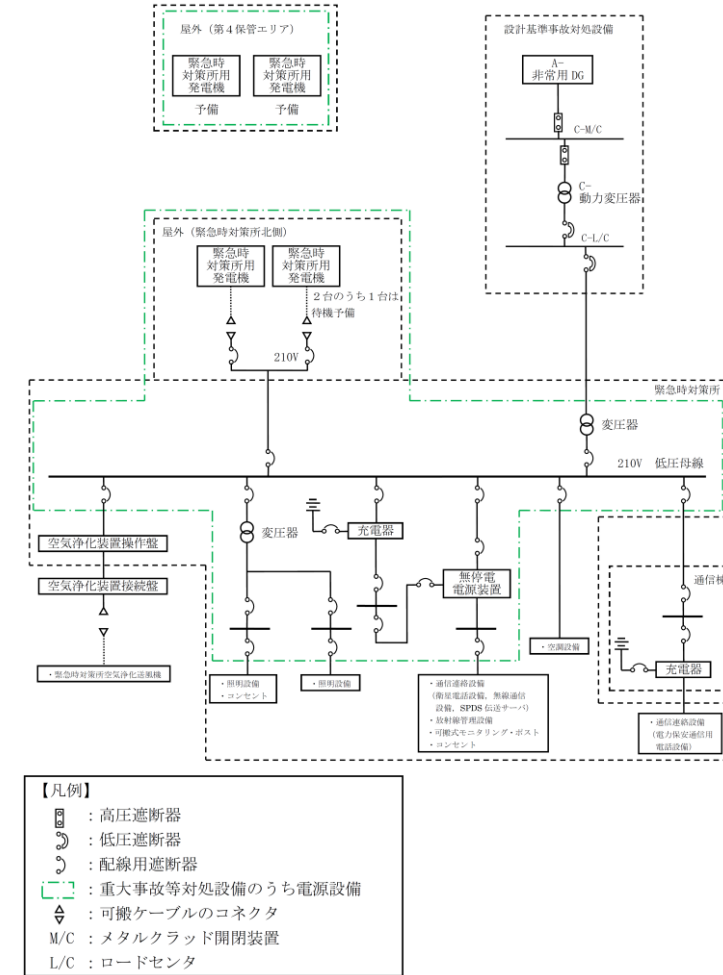 屋外（第４保管エリア）
緊急時
対策所用
発電機
緊急時
対策所用
発電機
予備
予備
設計基準事故対処設備
A-
非常用 DG
C-M/C
C-
動力変圧器
C-L/C
屋外（緊急時対策所北側）
緊急時
対策所用
発電機
緊急時
対策所用
発電機
２台のうち１台は
待機予備
210V
緊急時対策所
変圧器
210V 低圧母線
空気浄化装置操作盤
空気浄化装置接続盤
・緊急時対策所空気浄化送風機
変圧器
充電器
無停電
電源装置
通信棟
充電器
・照明設備
・コンセント
・照明設備
・通信連絡設備
（衛星電話設備、無線通信
設備、SPDS 伝送サーバ）
・放射線管理設備
・可搬式モニタリング・ポスト
・コンセント
・空調設備
・通信連絡設備
（電力保安通信用
電話設備）
【凡例】
：高圧遮断器
：低圧遮断器
：配線用遮断器
：重大事故等対処設備のうち電源設備
：可搬ケーブルのコネクタ
M/C ：メタルクラッド開閉装置
L/C ：ロードセンタ